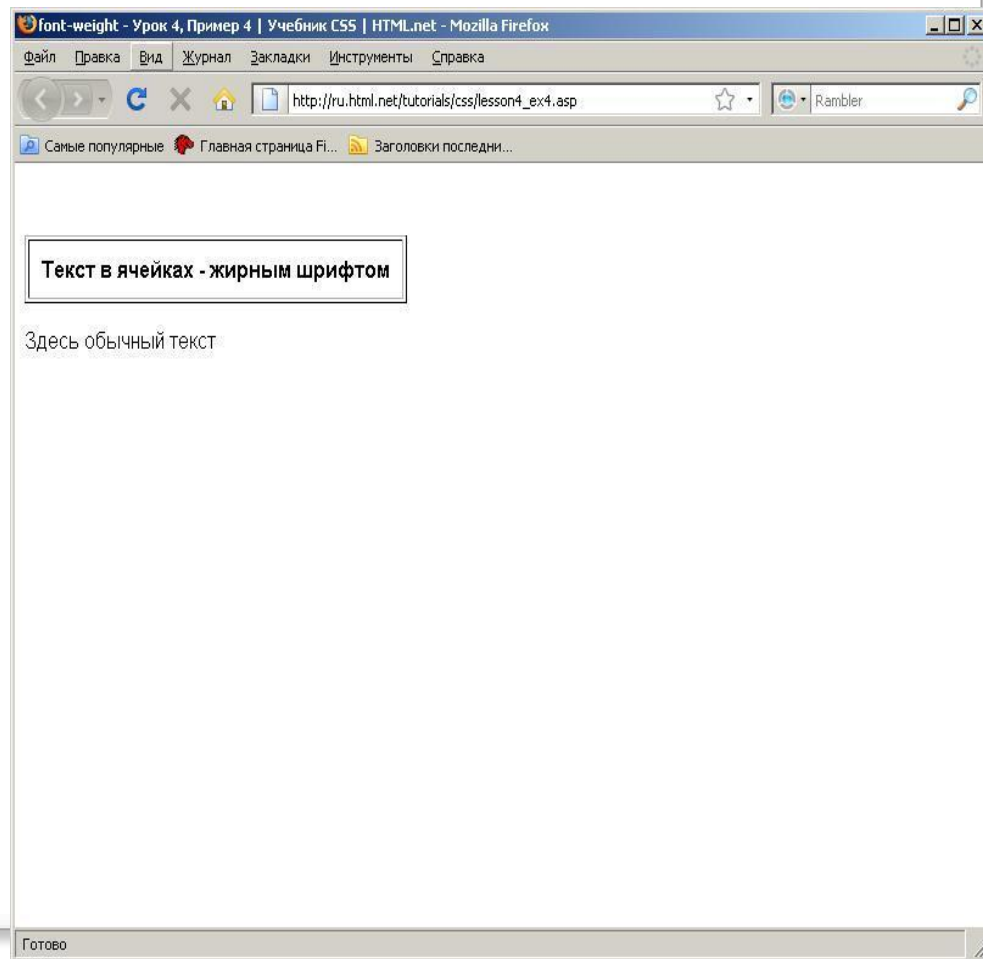 font-weight - Урок 4, Пример 4 | Учебник CSS | HTML.net - Mozilla Firefox
Файл Правка Вид Журнал Закладки Инструменты Справка
http://ru.html.net/tutorials/css/lesson4_ex4.asp Rambler
Самые популярные Главная страница Fi... Заголовки последни...
Текст в ячейках - жирным шрифтом
Здесь обычный текст
Готово